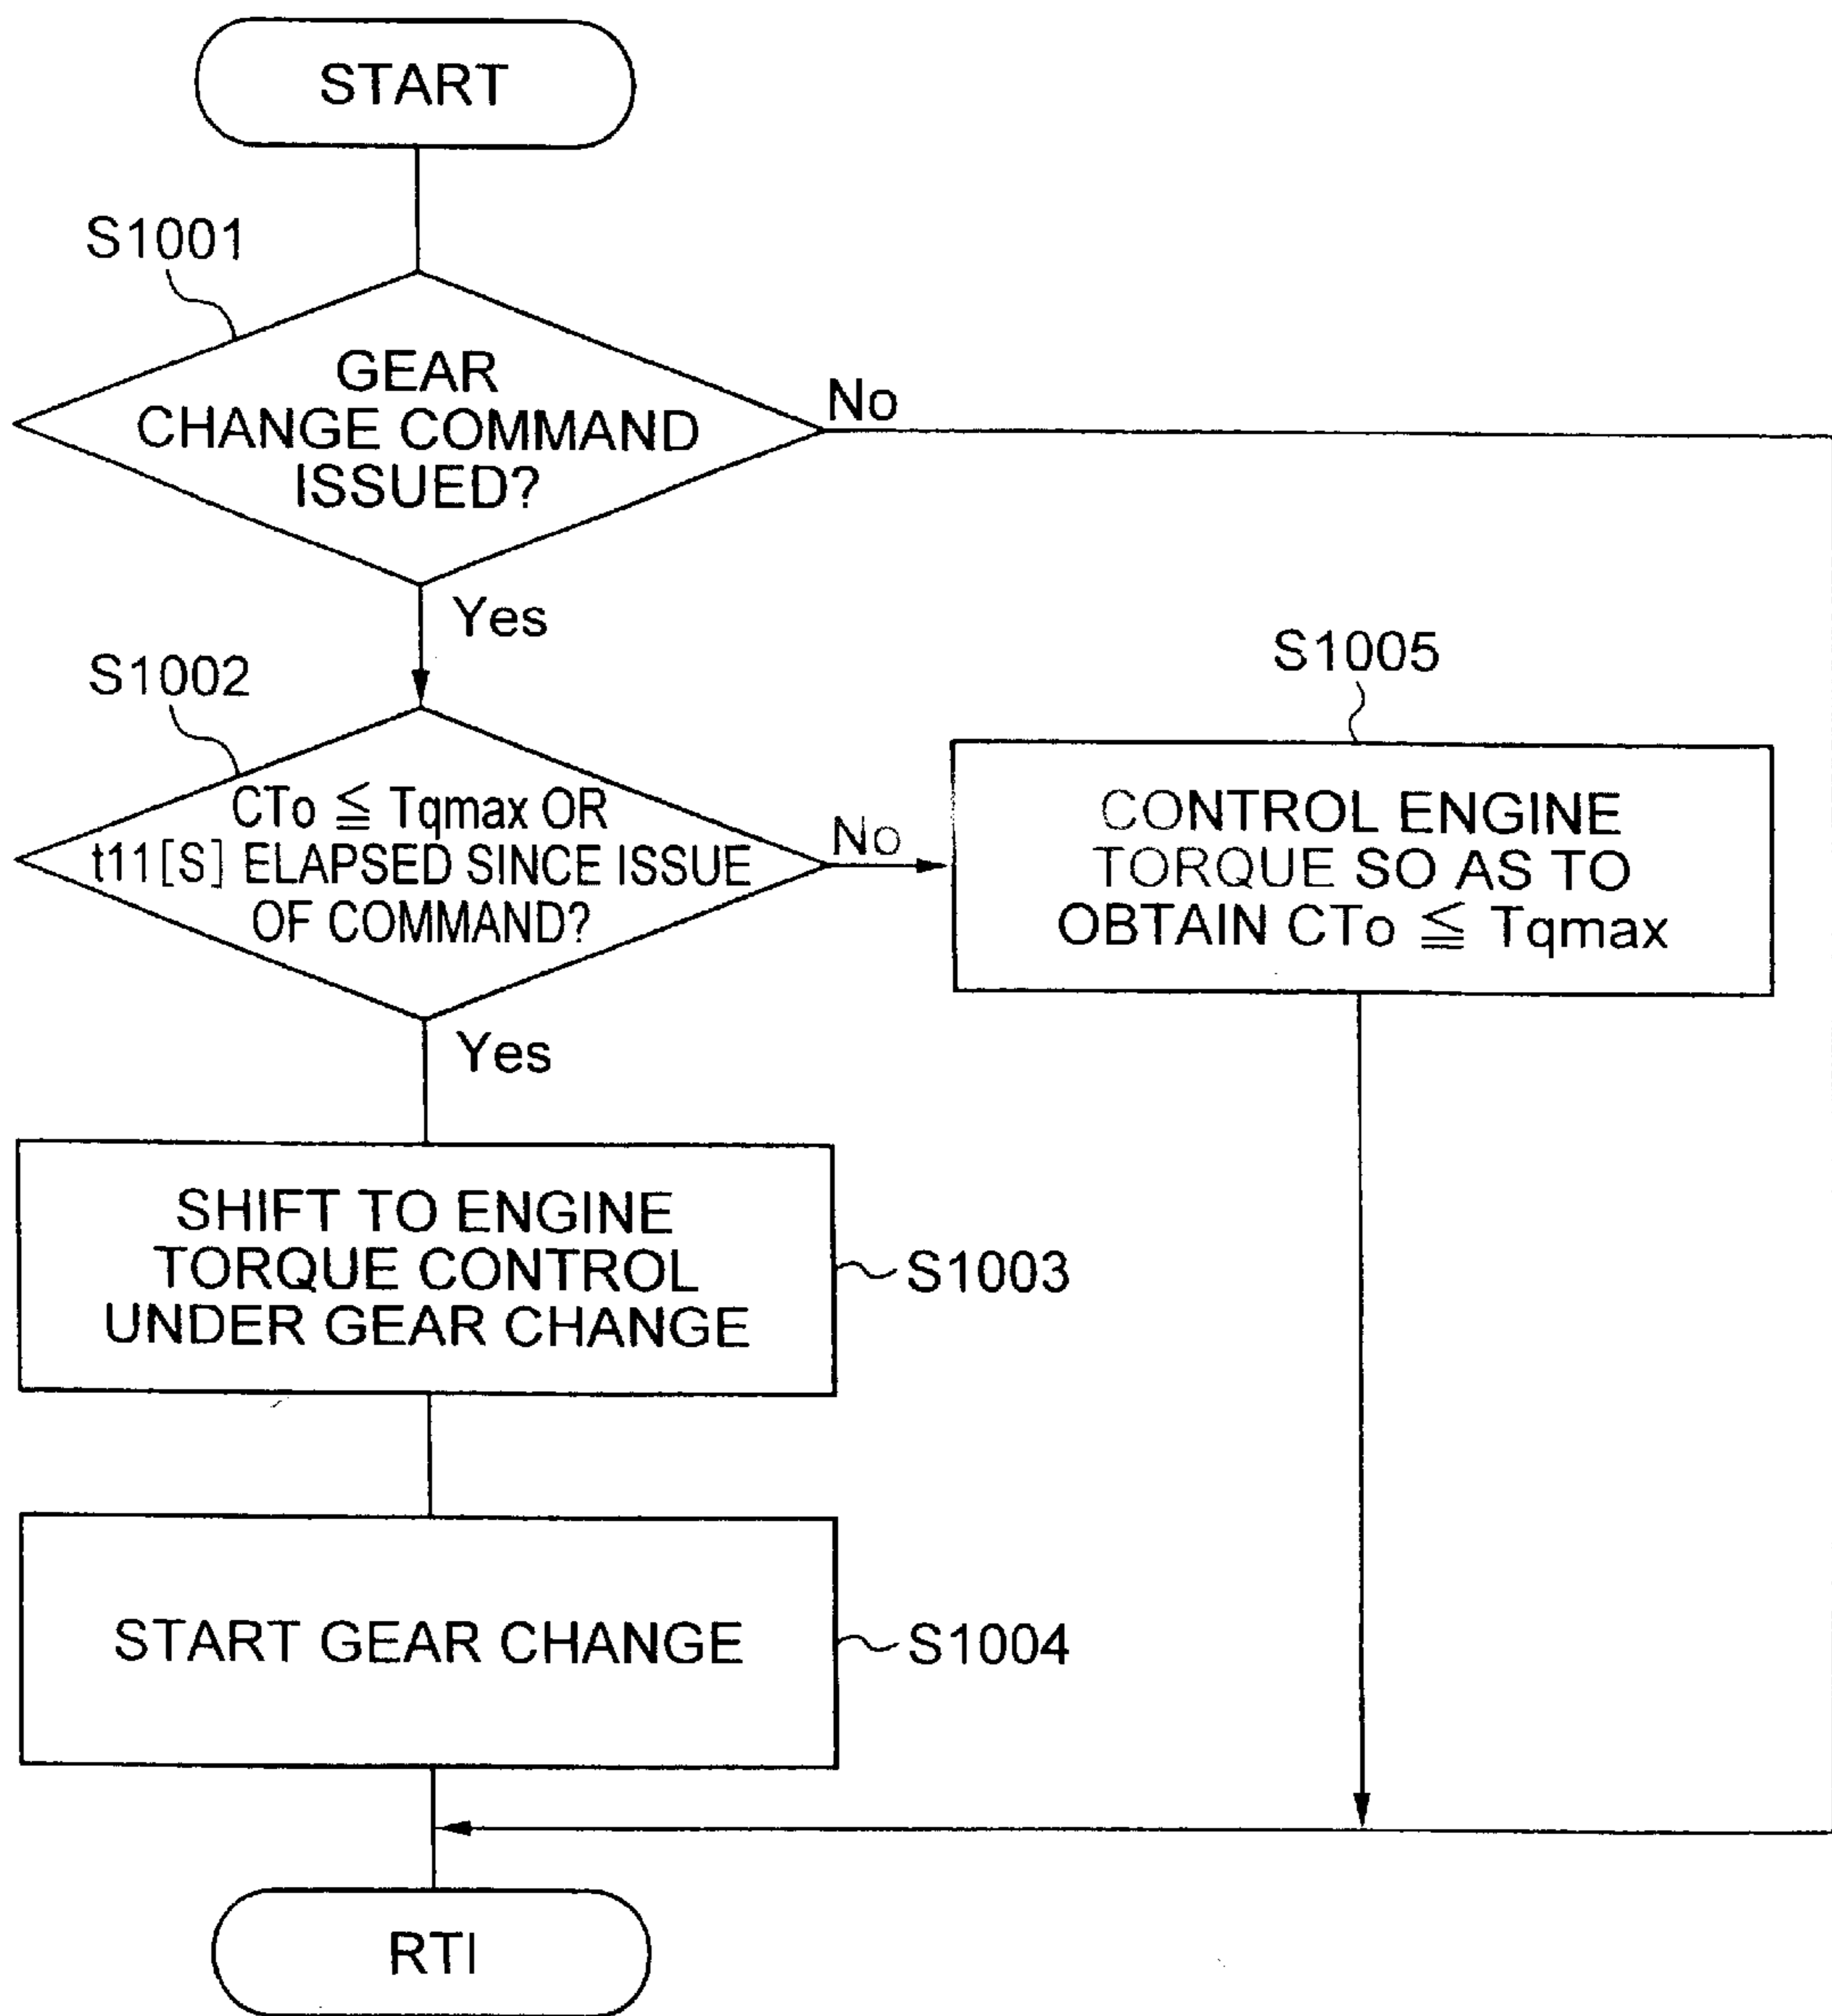 START
S1001
GEAR
CHANGE COMMAND
ISSUED?
No
Yes
S1002
CTo ≦ Tqmax OR
t11[S] ELAPSED SINCE ISSUE
OF COMMAND?
No
S1005
CONTROL ENGINE
TORQUE SO AS TO
OBTAIN CTo ≦ Tqmax
Yes
SHIFT TO ENGINE
TORQUE CONTROL
UNDER GEAR CHANGE
S1003
START GEAR CHANGE
S1004
RTI